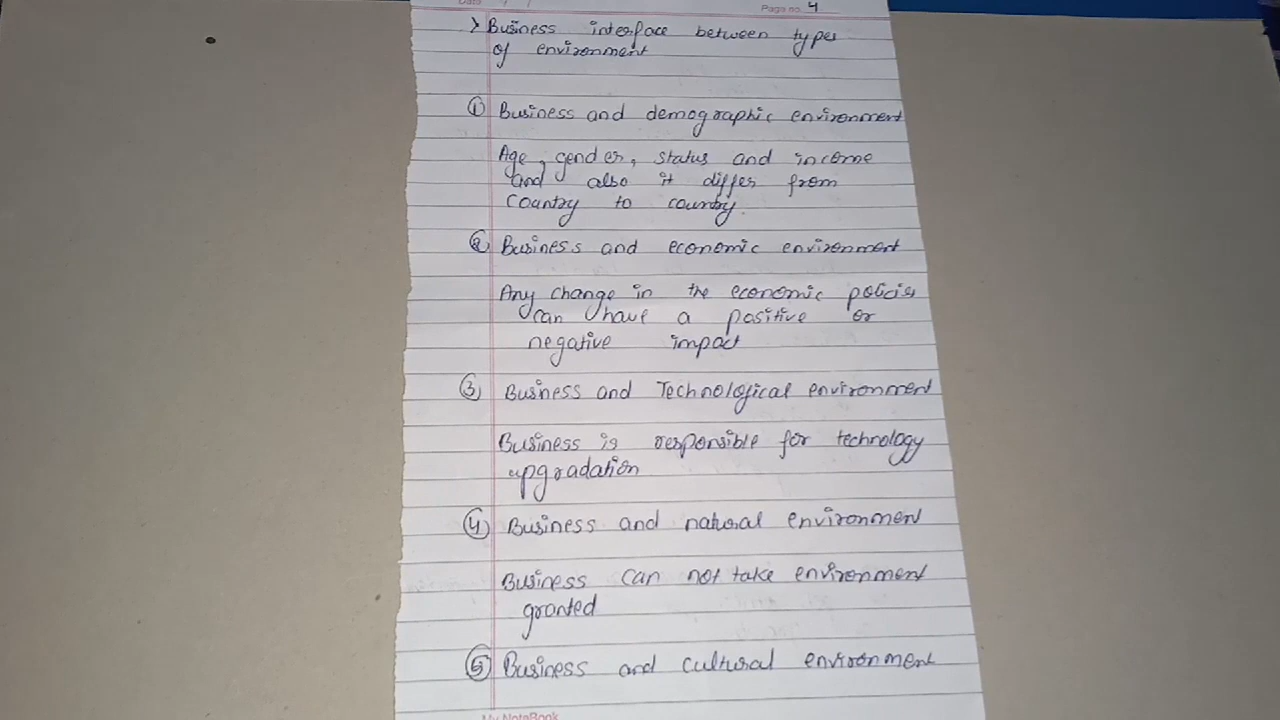 Date / /
Page no. 4
> Business interface between types
of environment
① Business and demographic environment
Age, gender, status and income
and also it differ from
country to country.
② Business and economic environment
Any change in the economic policies
can have a positive or
negative impact
③ Business and Technological environment
Business is responsible for technology
upgradation
④ Business and natural environment
Business can not take environment
granted
⑤ Business and cultural environment
My NoteBook